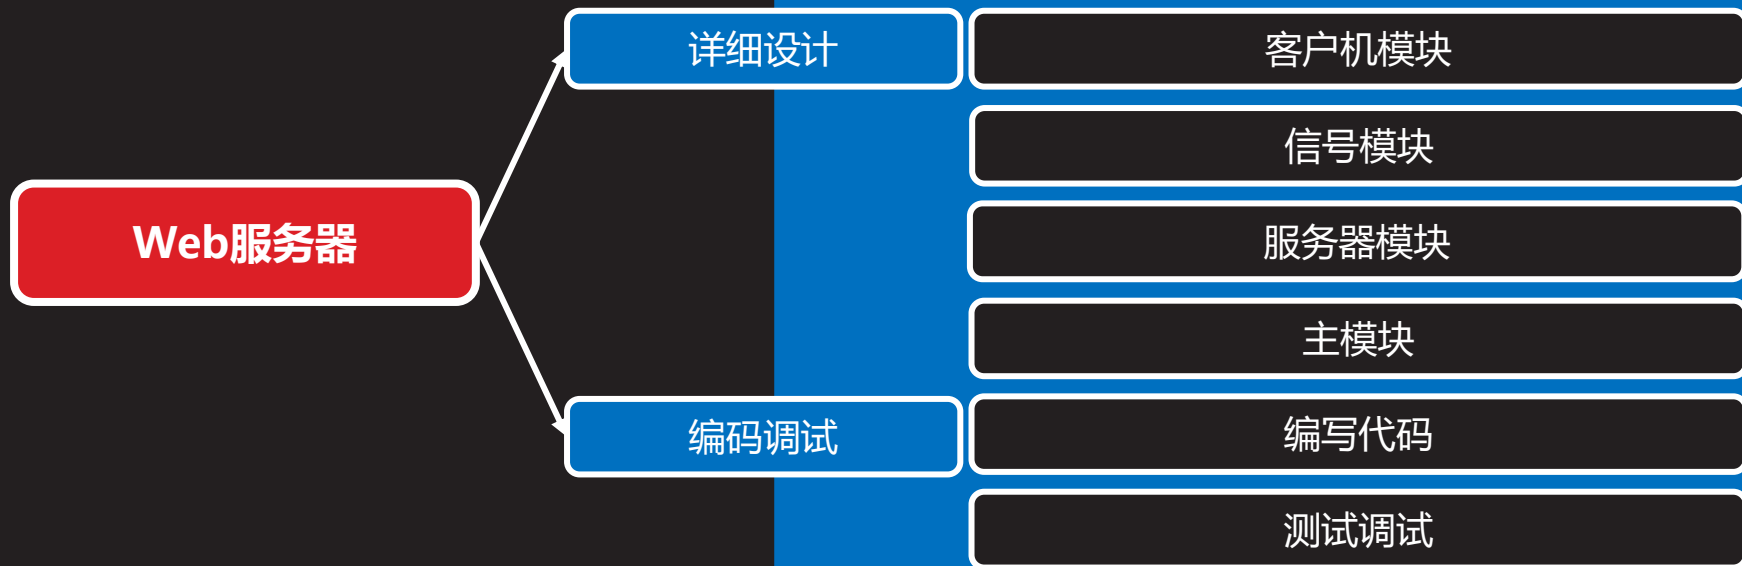 Web服务器
详细设计
客户机模块
信号模块
服务器模块
主模块
编码调试
编写代码
测试调试